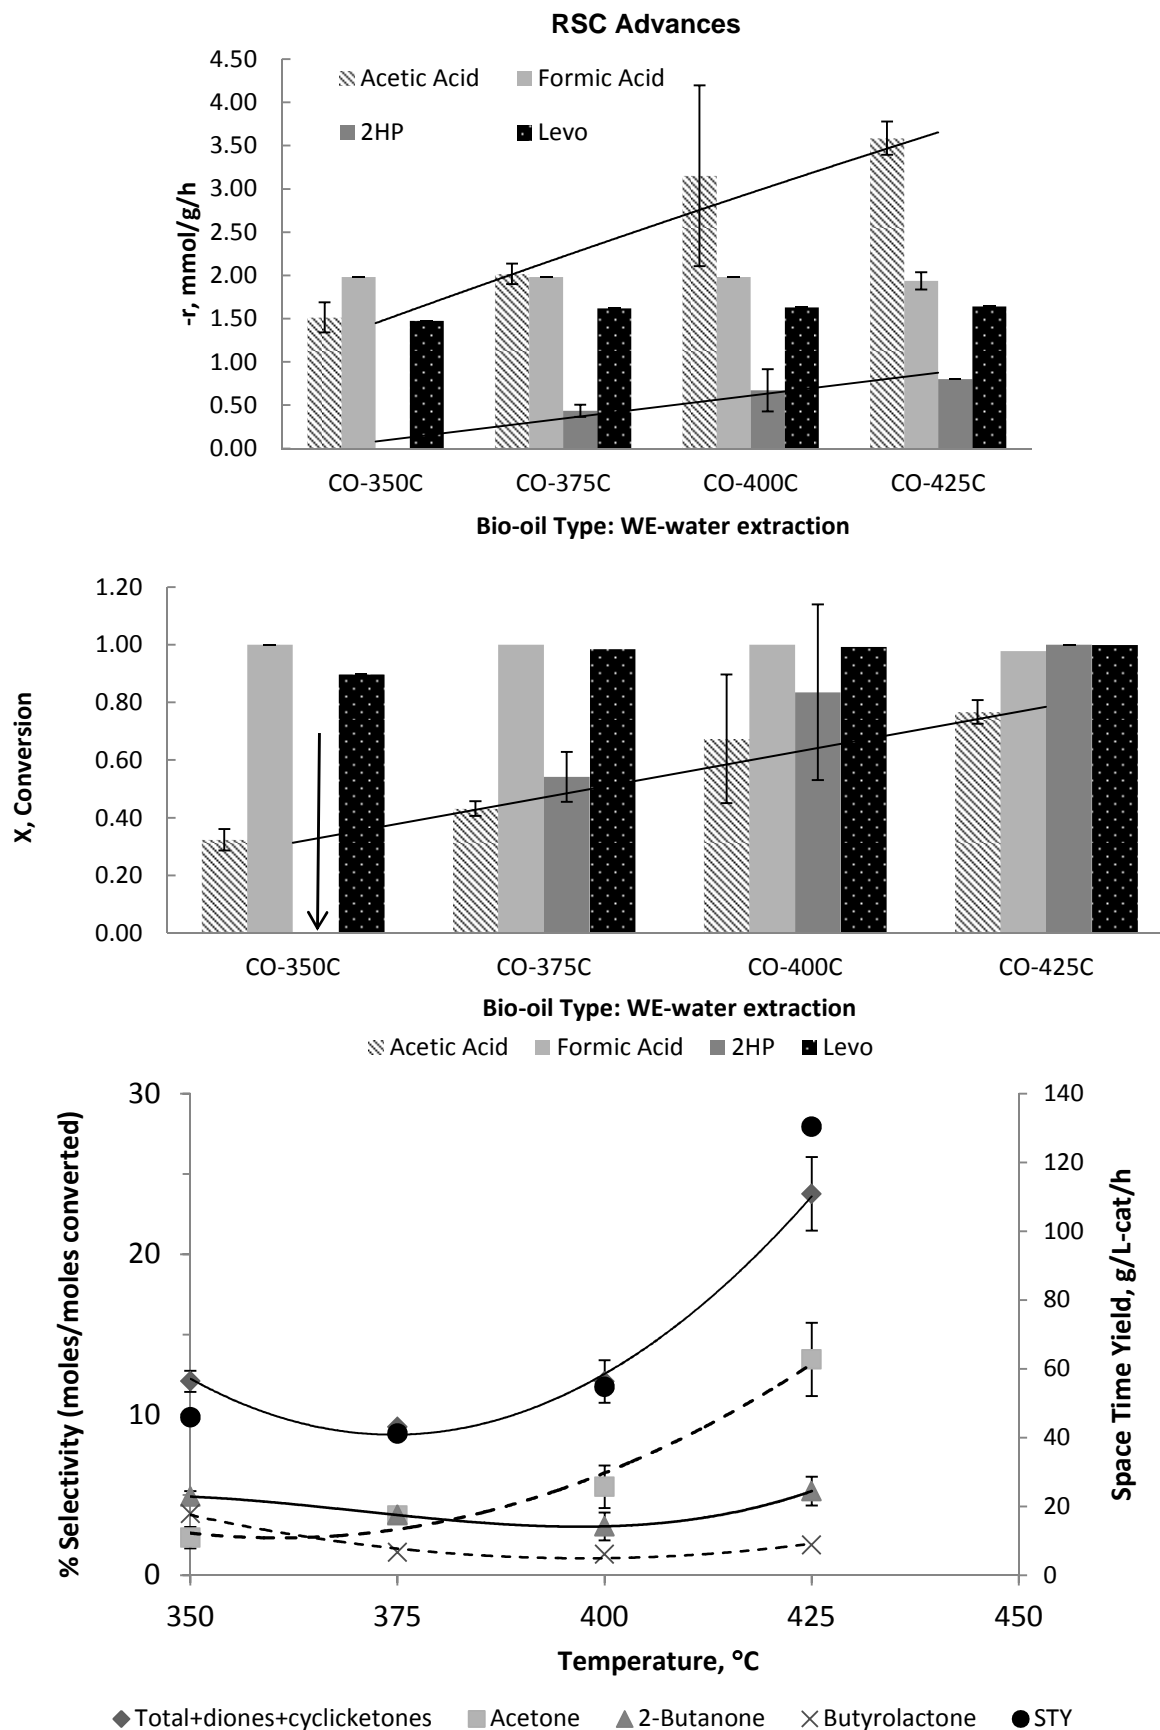 RSC Advances
4.50
4.00
3.50
3.00
2.50
2.00
1.50
1.00
0.50
0.00
-r, mmol/g/h
Acetic Acid Formic Acid
2HP Levo
CO-350C CO-375C CO-400C CO-425C
Bio-oil Type: WE-water extraction
1.20
1.00
0.80
0.60
0.40
0.20
0.00
X, Conversion
CO-350C CO-375C CO-400C CO-425C
Bio-oil Type: WE-water extraction
Acetic Acid Formic Acid 2HP Levo
30
20
10
0
% Selectivity (moles/moles converted)
140
120
100
80
60
40
20
0
Space Time Yield, g/L-cat/h
350 375 400 425 450
Temperature, °C
Total+diones+cyclicketones Acetone 2-Butanone Butyrolactone STY